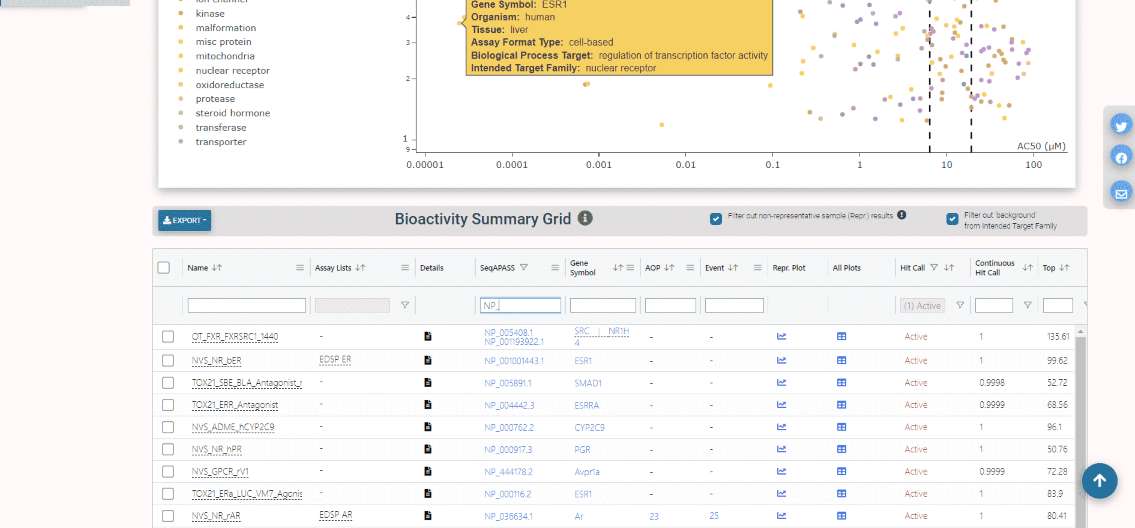 kinase
malformation
misc protein
mitochondria
nuclear receptor
oxidoreductase
protease
steroid hormone
transferase
transporter
Gene Symbol: ESR1
Organism: human
Tissue: liver
Assay Format Type: cell-based
Biological Process Target: regulation of transcription factor activity
Intended Target Family: nuclear receptor
4
3
2
1
9
0.00001 0.0001 0.001 0.01 0.1 1 10 100
AC50 (μM)
EXPORT
Bioactivity Summary Grid
Filter out non-representative sample (Repr.) results
Filter out 'background'
from Intended Target Family
Name Assay Lists Details SeqAPASS Gene Symbol AOP Event Repr. Plot All Plots Hit Call Continuous Hit Call Top
NP_ (1) Active
OT_FXR_FXRSRC1_1440 - NP_005408.1 NP_001193922.1 SRC | NR1H4 - - Active 1 135.61
NVS_NR_bER EDSP ER NP_001001443.1 ESR1 - - Active 1 99.62
TOX21_SBE_BLA_Antagonist_r - NP_005891.1 SMAD1 - - Active 0.9998 52.72
TOX21_ERR_Antagonist - NP_004442.3 ESRRA - - Active 0.9999 68.56
NVS_ADME_hCYP2C9 - NP_000762.2 CYP2C9 - - Active 1 96.1
NVS_NR_hPR - NP_000917.3 PGR - - Active 1 50.76
NVS_GPCR_rV1 - NP_444178.2 Avpr1a - - Active 0.9999 72.28
TOX21_ERa_LUC_VM7_Agonis - NP_000116.2 ESR1 - - Active 1 83.9
NVS_NR_rAR EDSP AR NP_036634.1 Ar 23 25 Active 1 80.41